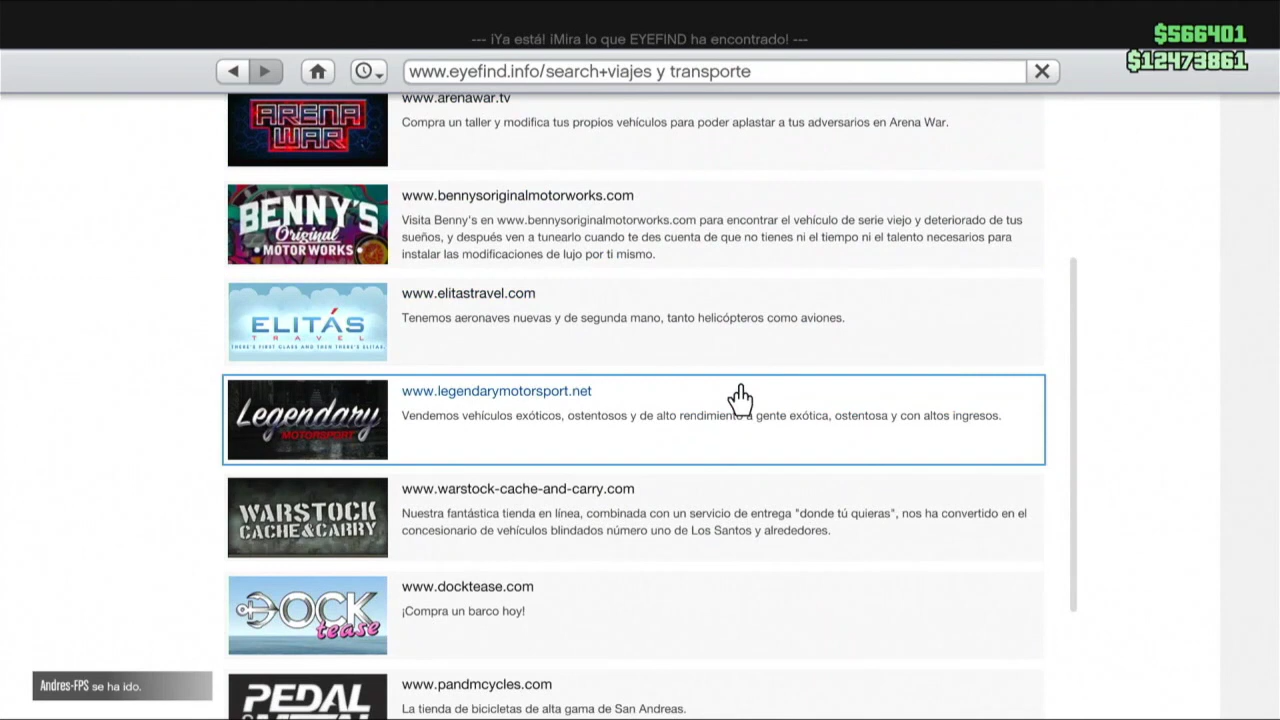 --- ¡Ya está! ¡Mira lo que EYEFIND ha encontrado! ---
$566401
$12473861
www.eyefind.info/search+viajes y transporte
ARENA
WAR
www.arenawar.tv
Compra un taller y modifica tus propios vehículos para poder aplastar a tus adversarios en Arena War.
BENNY'S
Original
MOTOR WORKS
www.bennysoriginalmotorworks.com
Visita Benny's en www.bennysoriginalmotorworks.com para encontrar el vehículo de serie viejo y deteriorado de tus
sueños, y después ven a tunearlo cuando te des cuenta de que no tienes ni el tiempo ni el talento necesarios para
instalar las modificaciones de lujo por ti mismo.
ELITÁS
TRAVEL
THERE'S FIRST CLASS AND THEN THERE'S ELITAS.
www.elitastravel.com
Tenemos aeronaves nuevas y de segunda mano, tanto helicópteros como aviones.
Legendary
MOTORSPORT
www.legendarymotorsport.net
Vendemos vehículos exóticos, ostentosos y de alto rendimiento a gente exótica, ostentosa y con altos ingresos.
WARSTOCK
CACHE&CARRY
www.warstock-cache-and-carry.com
Nuestra fantástica tienda en línea, combinada con un servicio de entrega "donde tú quieras", nos ha convertido en el
concesionario de vehículos blindados número uno de Los Santos y alrededores.
DOCK
tease
www.docktease.com
¡Compra un barco hoy!
PEDAL
www.pandmcycles.com
La tienda de bicicletas de alta gama de San Andreas.
Andres-FPS se ha ido.